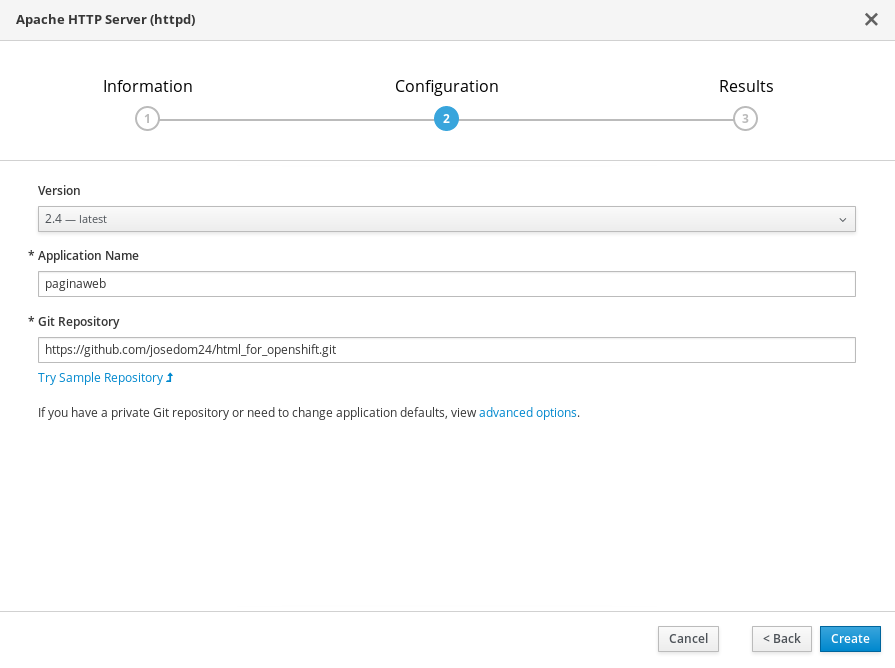 Apache HTTP Server (httpd)
Information Configuration Results
1 2 3
Version
2.4 — latest
* Application Name
paginaweb
* Git Repository
https://github.com/josedom24/html_for_openshift.git
Try Sample Repository
If you have a private Git repository or need to change application defaults, view advanced options.
Cancel < Back Create